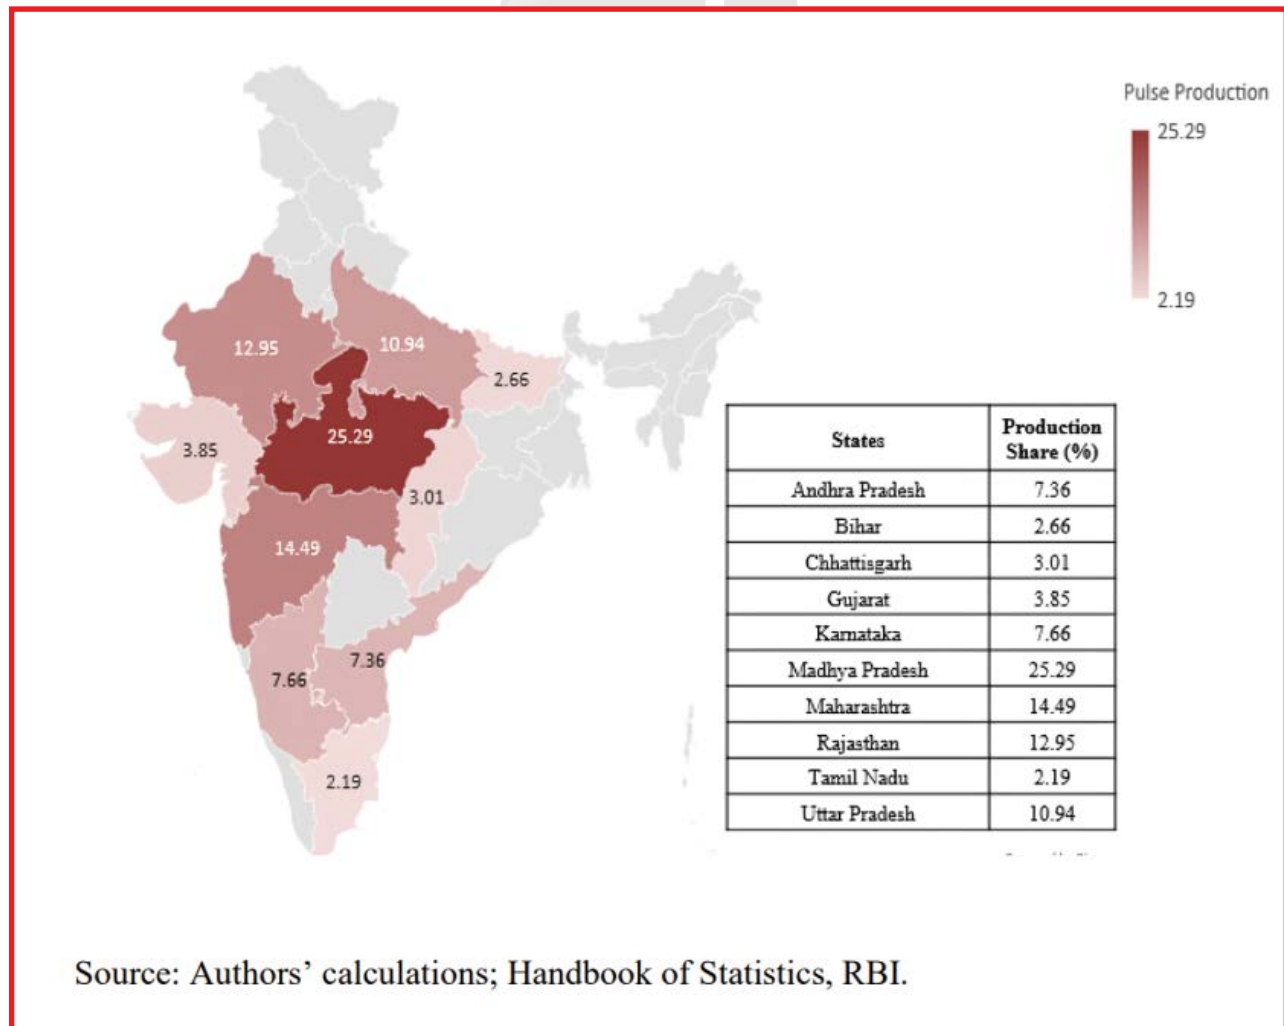 Pulse Production
25.29
2.19
12.95
10.94
2.66
3.85
25.29
3.01
14.49
7.66
7.36
2.19
States Production Share (%)
Andhra Pradesh 7.36
Bihar 2.66
Chhattisgarh 3.01
Gujarat 3.85
Karnataka 7.66
Madhya Pradesh 25.29
Maharashtra 14.49
Rajasthan 12.95
Tamil Nadu 2.19
Uttar Pradesh 10.94
Source: Authors’ calculations; Handbook of Statistics, RBI.